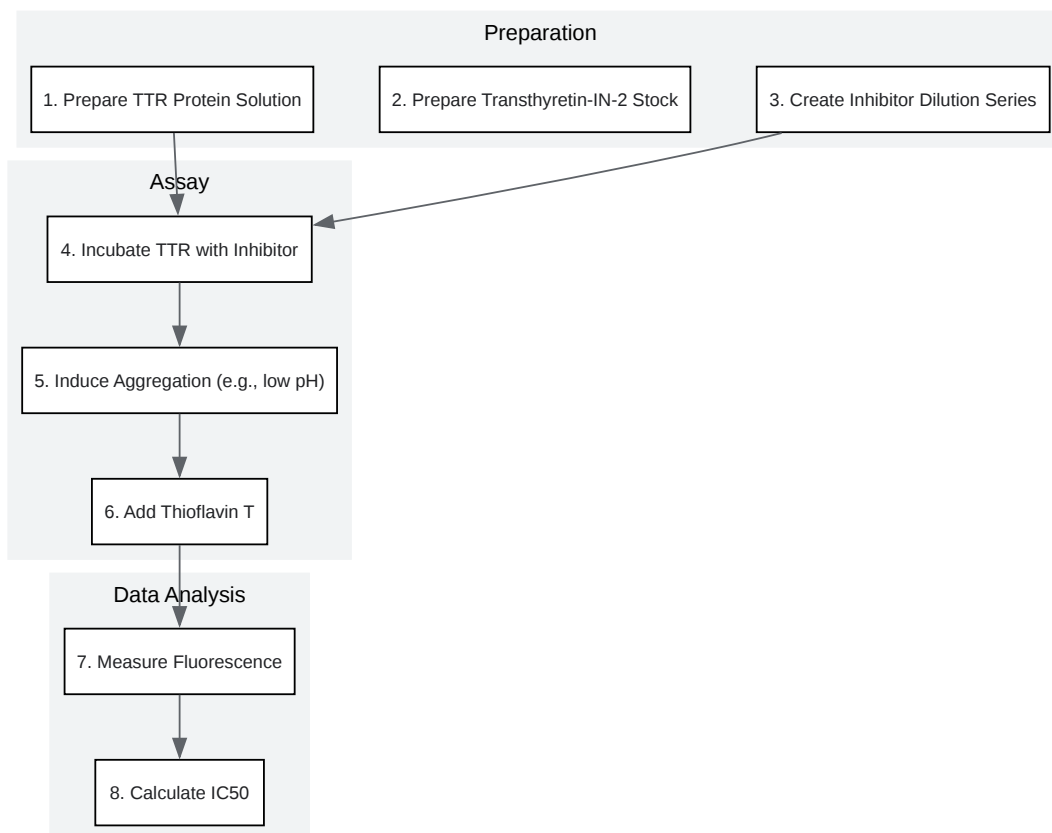 Preparation
1. Prepare TTR Protein Solution
2. Prepare Transthyretin-IN-2 Stock
3. Create Inhibitor Dilution Series
Assay
4. Incubate TTR with Inhibitor
5. Induce Aggregation (e.g., low pH)
6. Add Thioflavin T
Data Analysis
7. Measure Fluorescence
8. Calculate IC50